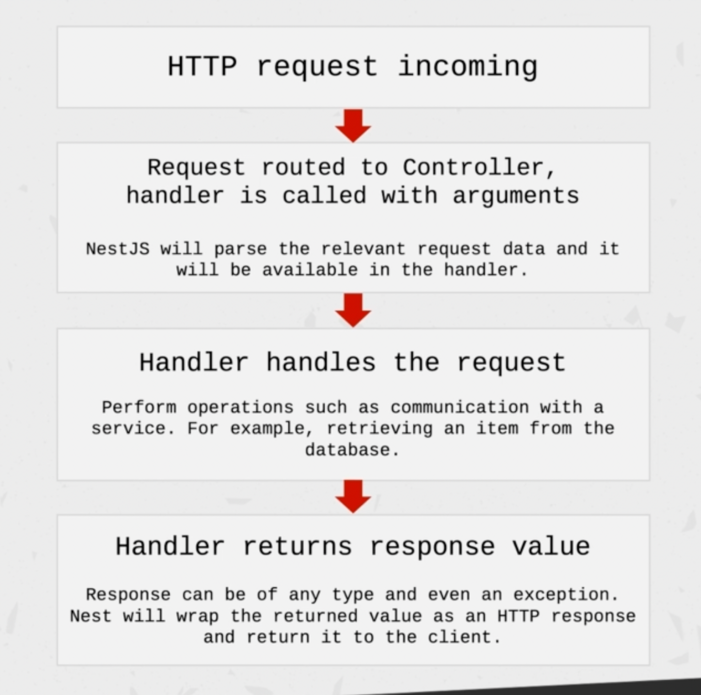 HTTP request incoming
Request routed to Controller,
handler is called with arguments
NestJS will parse the relevant request data and it
will be available in the handler.
Handler handles the request
Perform operations such as communication with a
service. For example, retrieving an item from the
database.
Handler returns response value
Response can be of any type and even an exception.
Nest will wrap the returned value as an HTTP response
and return it to the client.